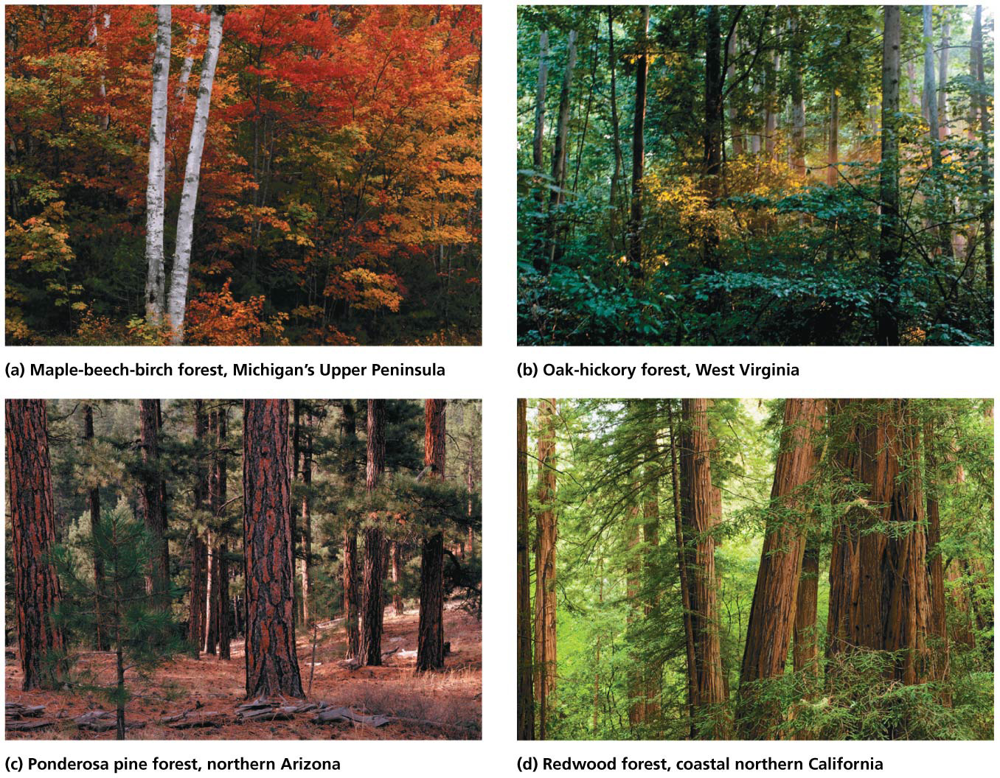 (a) Maple-beech-birch forest, Michigan’s Upper Peninsula
(b) Oak-hickory forest, West Virginia
(c) Ponderosa pine forest, northern Arizona
(d) Redwood forest, coastal northern California